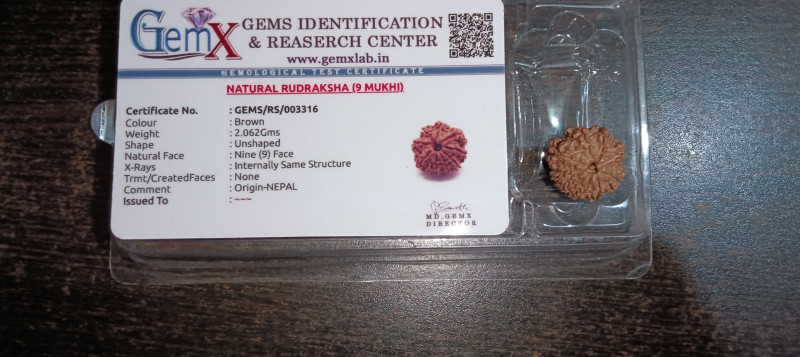 GemX
GEMS IDENTIFICATION
& REASERCH CENTER
www.gemxlab.in
GEMOLOGICAL TEST CERTIFICATE
NATURAL RUDRAKSHA (9 MUKHI)
Certificate No. : GEMS/RS/003316
Colour : Brown
Weight : 2.062Gms
Shape : Unshaped
Natural Face : Nine (9) Face
X-Rays : Internally Same Structure
Trmt/CreatedFaces : None
Comment : Origin-NEPAL
Issued To : ~~~
MD,GEMX
DIRECTOR